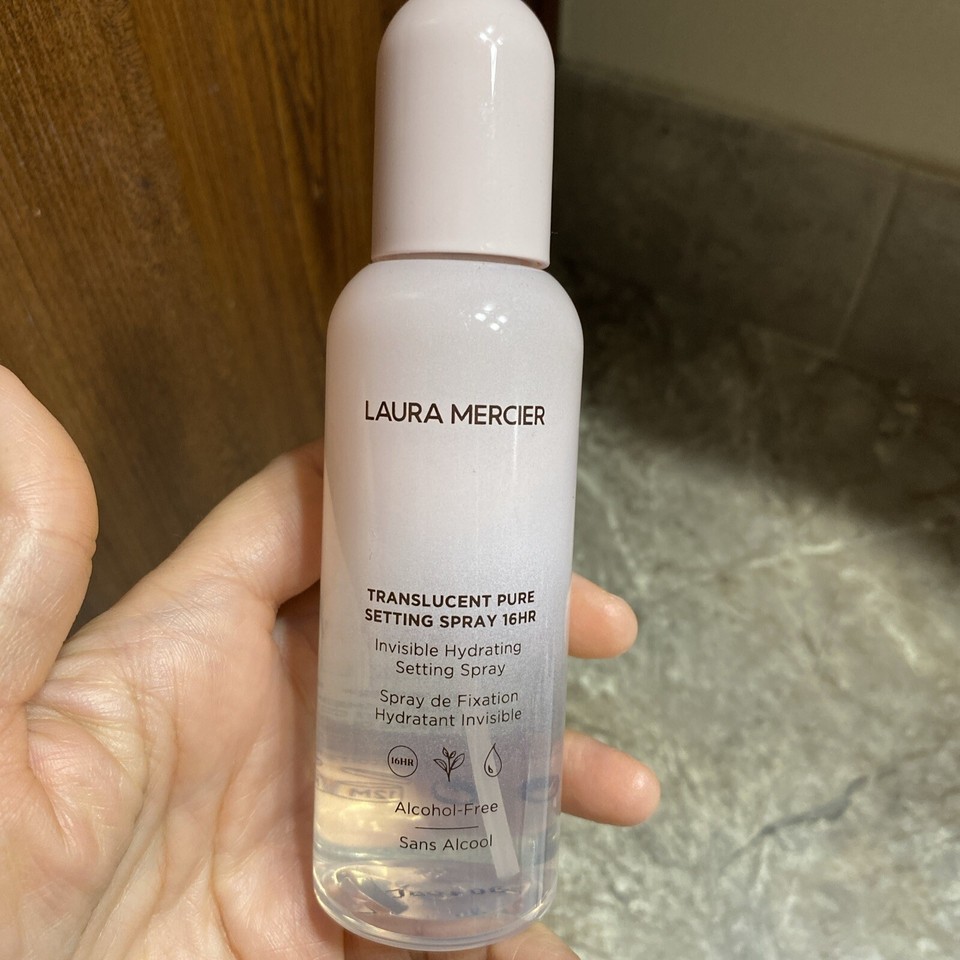 LAURA MERCIER
TRANSLUCENT PURE
SETTING SPRAY 16HR
Invisible Hydrating
Setting Spray
Spray de Fixation
Hydratant Invisible
16HR
Alcohol-Free
Sans Alcool